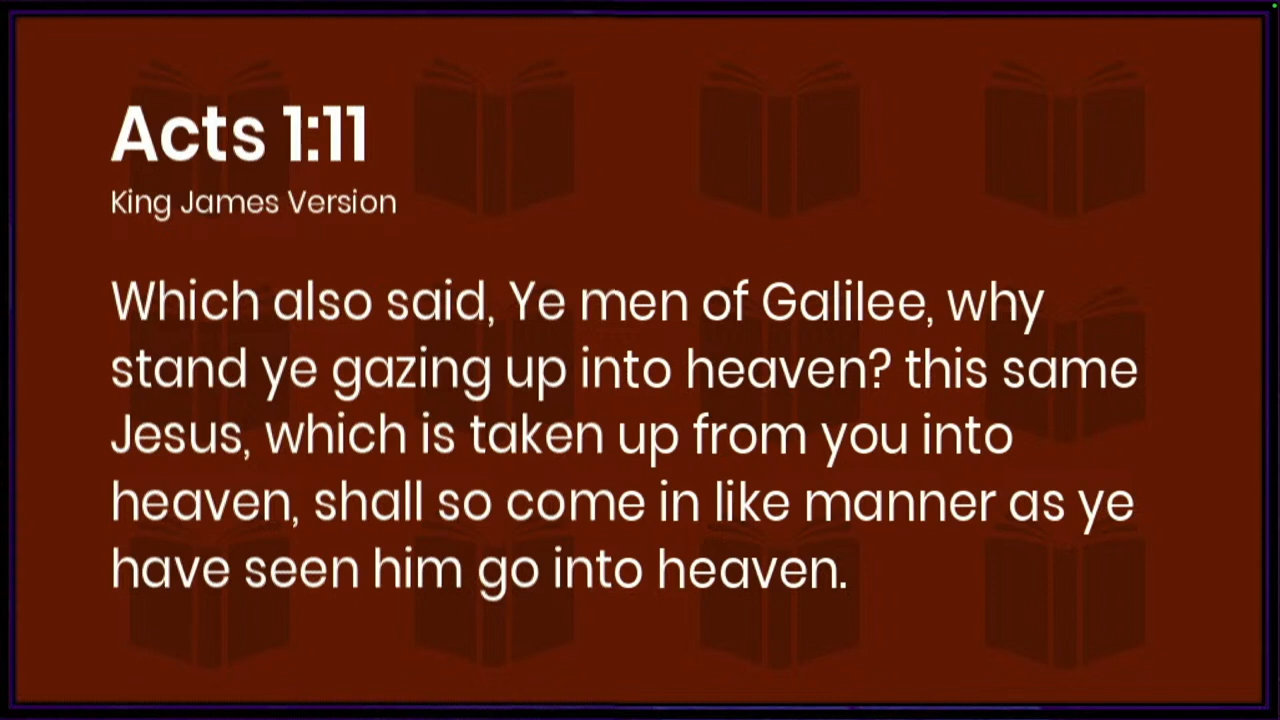 Acts 1:11
King James Version
Which also said, Ye men of Galilee, why
stand ye gazing up into heaven? this same
Jesus, which is taken up from you into
heaven, shall so come in like manner as ye
have seen him go into heaven.